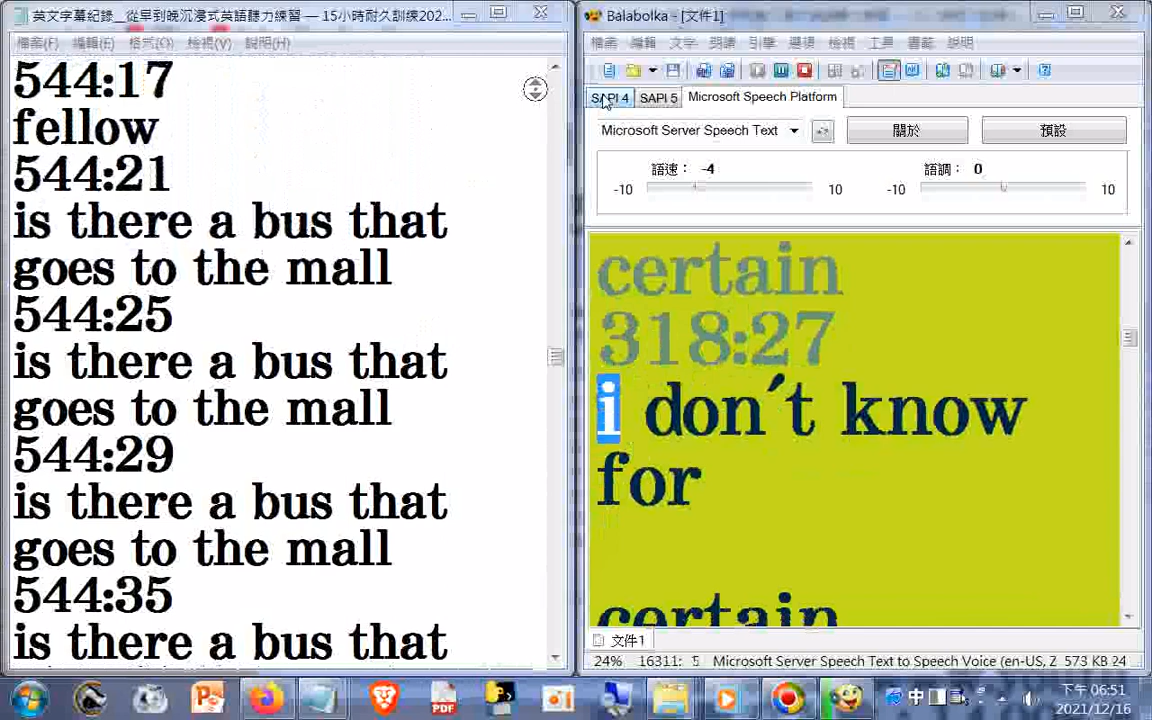 英文字幕紀錄__從早到晚沉浸式英語聽力練習 — 15小時耐久訓練202...
檔案(F) 編輯(E) 格式(O) 檢視(V) 說明(H)
544:17
fellow
544:21
is there a bus that
goes to the mall
544:25
is there a bus that
goes to the mall
544:29
is there a bus that
goes to the mall
544:35
is there a bus that
Balabolka - [文件1]
檔案 編輯 文字 朗讀 引擎 選項 檢視 工具 書籤 說明
SAPI 4 SAPI 5 Microsoft Speech Platform
Microsoft Server Speech Text 關於 預設
語速： -4 語調： 0
-10 10 -10 10
certain
318:27
i don´t know
for
certain
文件1
24% 16311: 5 Microsoft Server Speech Text to Speech Voice (en-US, Z 573 KB 24
中
下午 06:51
2021/12/16